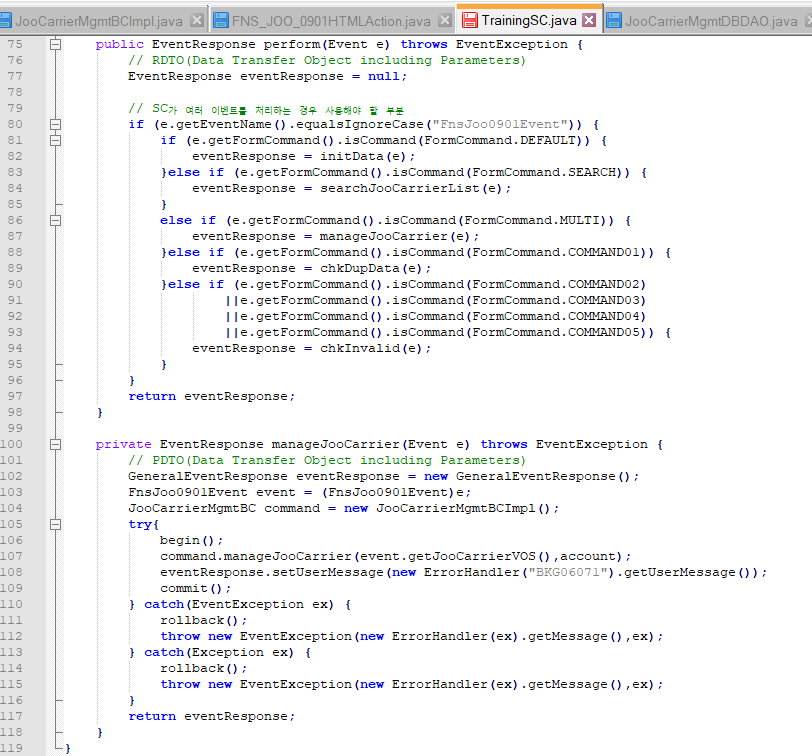 JooCarrierMgmtBCImpl.java FNS_JOO_0901HTMLAction.java TrainingSC.java JooCarrierMgmtDBDAO.java
75 public EventResponse perform(Event e) throws EventException {
76 // RDTO(Data Transfer Object including Parameters)
77 EventResponse eventResponse = null;
78
79 // SC가 여러 이벤트를 처리하는 경우 사용해야 할 부분
80 if (e.getEventName().equalsIgnoreCase("FnsJoo0901Event")) {
81 if (e.getFormCommand().isCommand(FormCommand.DEFAULT)) {
82 eventResponse = initData(e);
83 }else if (e.getFormCommand().isCommand(FormCommand.SEARCH)) {
84 eventResponse = searchJooCarrierList(e);
85 }
86 else if (e.getFormCommand().isCommand(FormCommand.MULTI)) {
87 eventResponse = manageJooCarrier(e);
88 }else if (e.getFormCommand().isCommand(FormCommand.COMMAND01)) {
89 eventResponse = chkDupData(e);
90 }else if (e.getFormCommand().isCommand(FormCommand.COMMAND02)
91 ||e.getFormCommand().isCommand(FormCommand.COMMAND03)
92 ||e.getFormCommand().isCommand(FormCommand.COMMAND04)
93 ||e.getFormCommand().isCommand(FormCommand.COMMAND05)) {
94 eventResponse = chkInvalid(e);
95 }
96 }
97 return eventResponse;
98 }
99
100 private EventResponse manageJooCarrier(Event e) throws EventException {
101 // PDTO(Data Transfer Object including Parameters)
102 GeneralEventResponse eventResponse = new GeneralEventResponse();
103 FnsJoo0901Event event = (FnsJoo0901Event)e;
104 JooCarrierMgmtBC command = new JooCarrierMgmtBCImpl();
105 try{
106 begin();
107 command.manageJooCarrier(event.getJooCarrierVOS(),account);
108 eventResponse.setUserMessage(new ErrorHandler("BKG06071").getUserMessage());
109 commit();
110 } catch(EventException ex) {
111 rollback();
112 throw new EventException(new ErrorHandler(ex).getMessage(),ex);
113 } catch(Exception ex) {
114 rollback();
115 throw new EventException(new ErrorHandler(ex).getMessage(),ex);
116 }
117 return eventResponse;
118 }
119 }